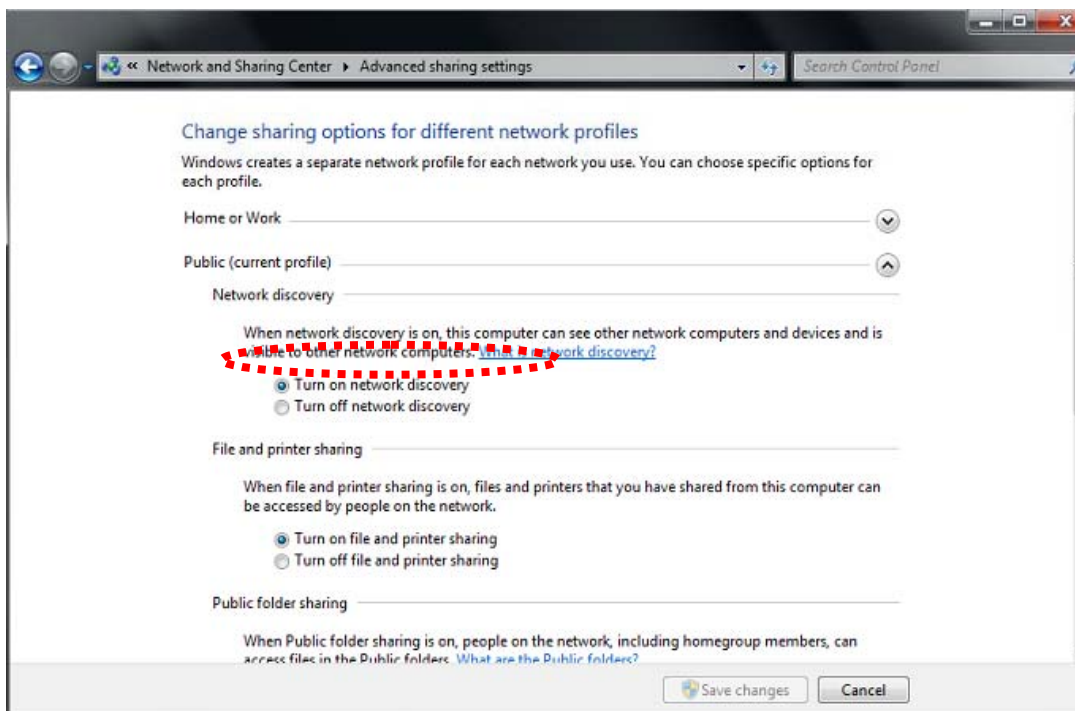 « Network and Sharing Center ▸ Advanced sharing settings
Search Control Panel
Change sharing options for different network profiles
Windows creates a separate network profile for each network you use. You can choose specific options for
each profile.
Home or Work
Public (current profile)
Network discovery
When network discovery is on, this computer can see other network computers and devices and is
visible to other network computers. What is network discovery?
Turn on network discovery
Turn off network discovery
File and printer sharing
When file and printer sharing is on, files and printers that you have shared from this computer can
be accessed by people on the network.
Turn on file and printer sharing
Turn off file and printer sharing
Public folder sharing
When Public folder sharing is on, people on the network, including homegroup members, can
access files in the Public folders. What are the Public folders?
Save changes
Cancel